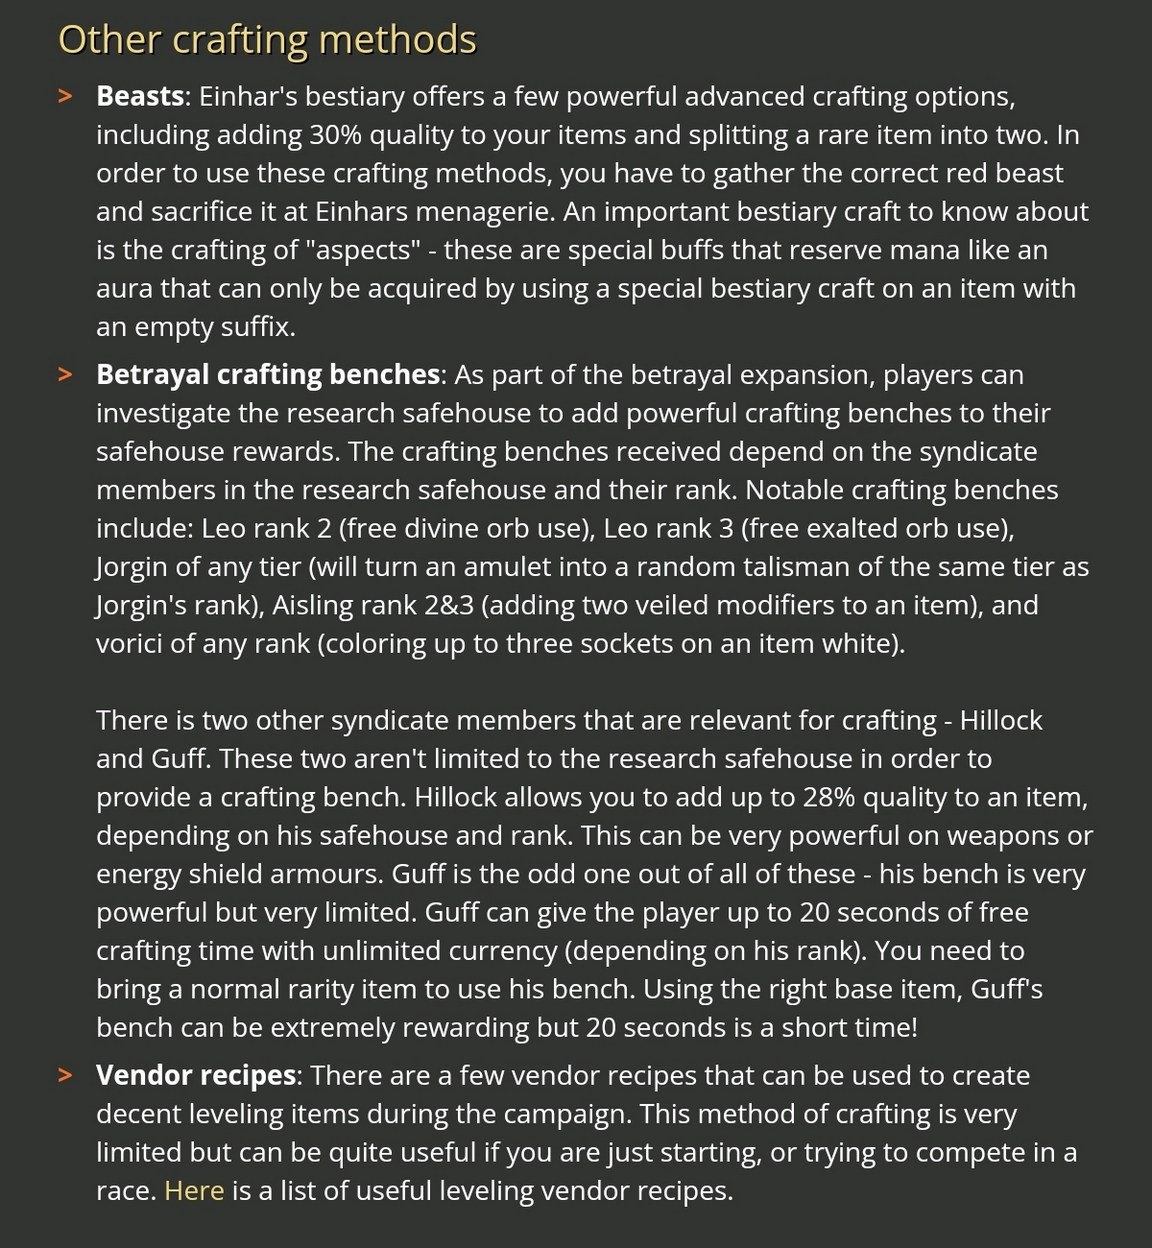 Other crafting methods
> Beasts: Einhar's bestiary offers a few powerful advanced crafting options,
including adding 30% quality to your items and splitting a rare item into two. In
order to use these crafting methods, you have to gather the correct red beast
and sacrifice it at Einhars menagerie. An important bestiary craft to know about
is the crafting of "aspects" - these are special buffs that reserve mana like an
aura that can only be acquired by using a special bestiary craft on an item with
an empty suffix.
> Betrayal crafting benches: As part of the betrayal expansion, players can
investigate the research safehouse to add powerful crafting benches to their
safehouse rewards. The crafting benches received depend on the syndicate
members in the research safehouse and their rank. Notable crafting benches
include: Leo rank 2 (free divine orb use), Leo rank 3 (free exalted orb use),
Jorgin of any tier (will turn an amulet into a random talisman of the same tier as
Jorgin's rank), Aisling rank 2&3 (adding two veiled modifiers to an item), and
vorici of any rank (coloring up to three sockets on an item white).
There is two other syndicate members that are relevant for crafting - Hillock
and Guff. These two aren't limited to the research safehouse in order to
provide a crafting bench. Hillock allows you to add up to 28% quality to an item,
depending on his safehouse and rank. This can be very powerful on weapons or
energy shield armours. Guff is the odd one out of all of these - his bench is very
powerful but very limited. Guff can give the player up to 20 seconds of free
crafting time with unlimited currency (depending on his rank). You need to
bring a normal rarity item to use his bench. Using the right base item, Guff's
bench can be extremely rewarding but 20 seconds is a short time!
> Vendor recipes: There are a few vendor recipes that can be used to create
decent leveling items during the campaign. This method of crafting is very
limited but can be quite useful if you are just starting, or trying to compete in a
race. Here is a list of useful leveling vendor recipes.